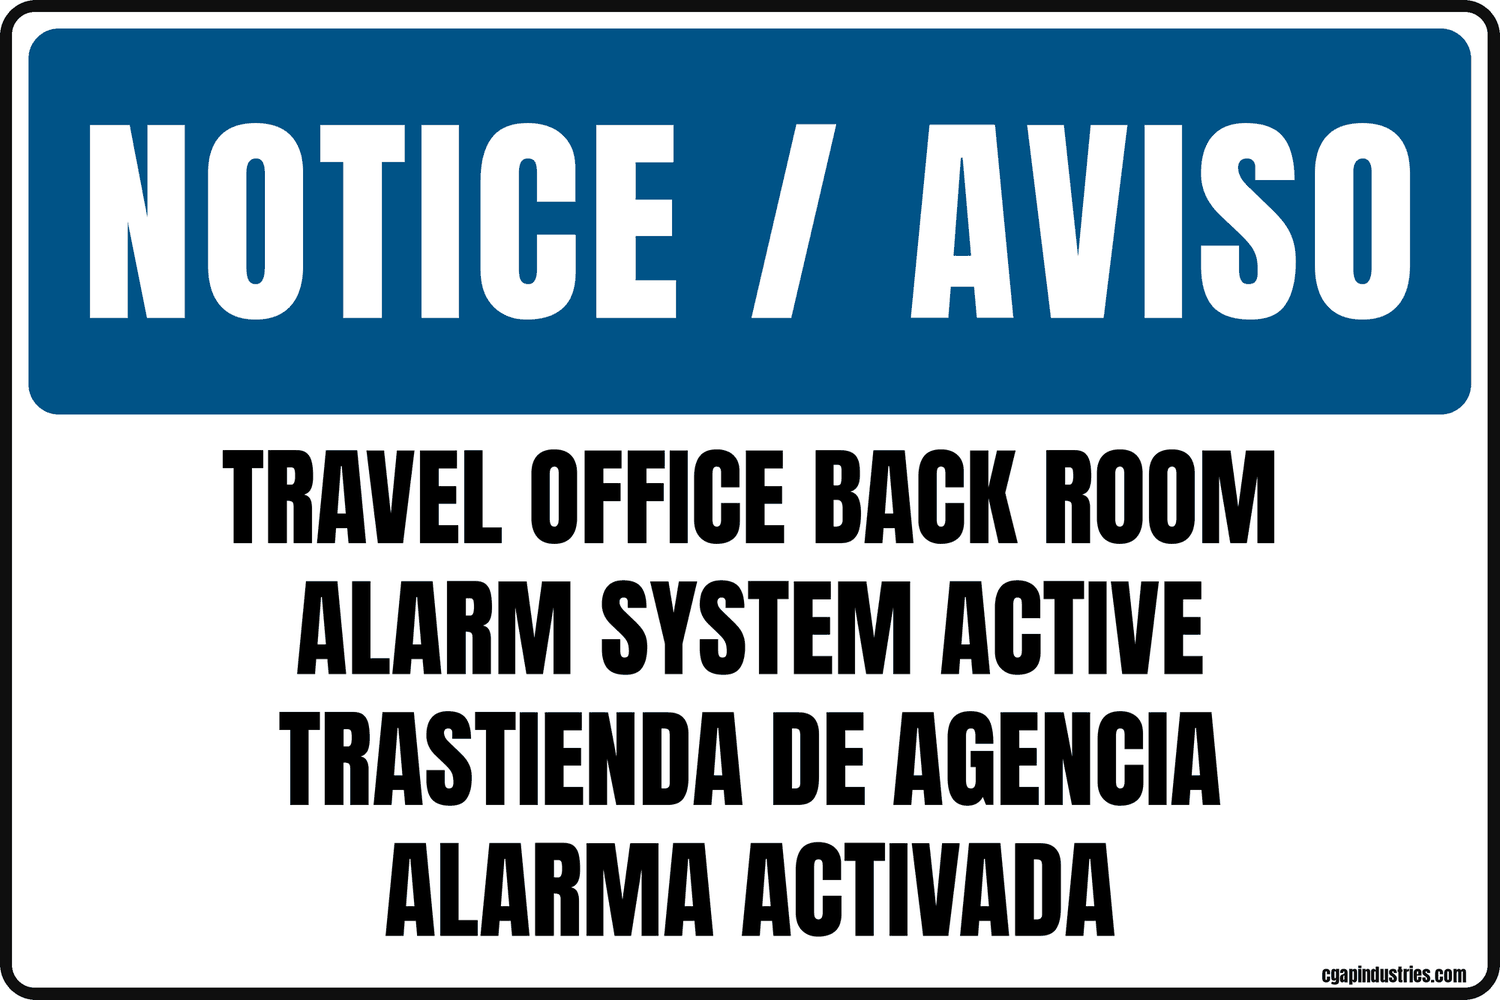 NOTICE / AVISO
TRAVEL OFFICE BACK ROOM
ALARM SYSTEM ACTIVE
TRASTIENDA DE AGENCIA
ALARMA ACTIVADA
cgapindustries.com